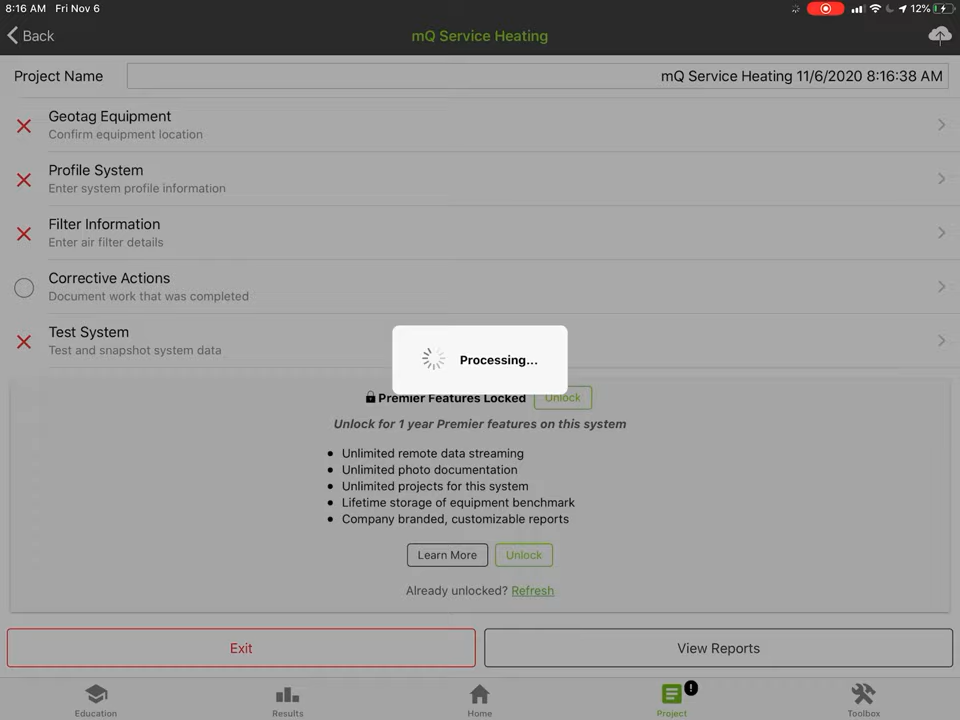 8:16 AM Fri Nov 6
12%
Back
mQ Service Heating
Project Name
mQ Service Heating 11/6/2020 8:16:38 AM
Geotag Equipment
Confirm equipment location
Profile System
Enter system profile information
Filter Information
Enter air filter details
Corrective Actions
Document work that was completed
Test System
Test and snapshot system data
Processing...
Premier Features Locked Unlock
Unlock for 1 year Premier features on this system
• Unlimited remote data streaming
• Unlimited photo documentation
• Unlimited projects for this system
• Lifetime storage of equipment benchmark
• Company branded, customizable reports
Learn More Unlock
Already unlocked? Refresh
Exit
View Reports
Education
Results
Home
Project
Toolbox